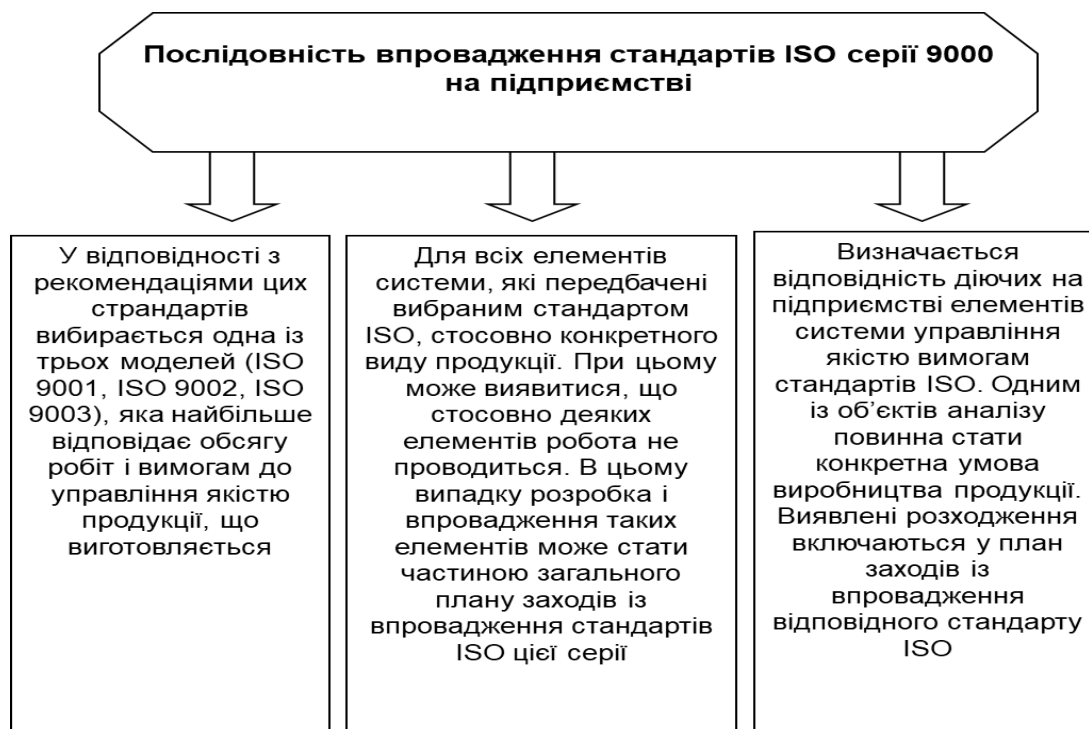 Послідовність впровадження стандартів ISO серії 9000
на підприємстві
У відповідності з
рекомендаціями цих
страндартів
вибирається одна із
трьох моделей (ISO
9001, ISO 9002, ISO
9003), яка найбільше
відповідає обсягу
робіт і вимогам до
управління якістю
продукції, що
виготовляється
Для всіх елементів
системи, які передбачені
вибраним стандартом
ISO, стосовно конкретного
виду продукції. При цьому
може виявитися, що
стосовно деяких
елементів робота не
проводиться. В цьому
випадку розробка і
впровадження таких
елементів може стати
частиною загального
плану заходів із
впровадження стандартів
ISO цієї серії
Визначається
відповідність діючих на
підприємстві елементів
системи управління
якістю вимогам
стандартів ISO. Одним
із об’єктів аналізу
повинна стати
конкретна умова
виробництва продукції.
Виявлені розходження
включаються у план
заходів із
впровадження
відповідного стандарту
ISO